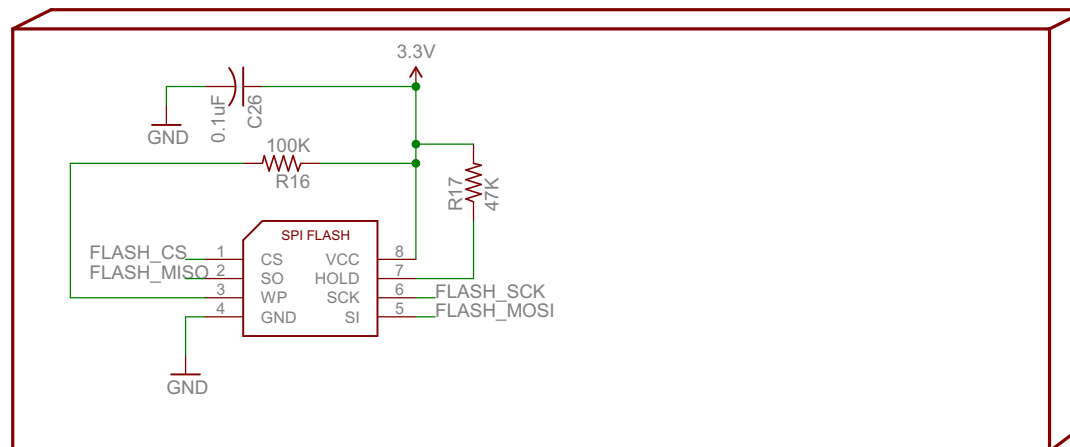 3.3V
0.1uF
C26
GND
100K
R16
R17
47K
SPI FLASH
FLASH_CS 1 CS VCC 8
FLASH_MISO 2 SO HOLD 7
3 WP SCK 6 FLASH_SCK
4 GND SI 5 FLASH_MOSI
GND